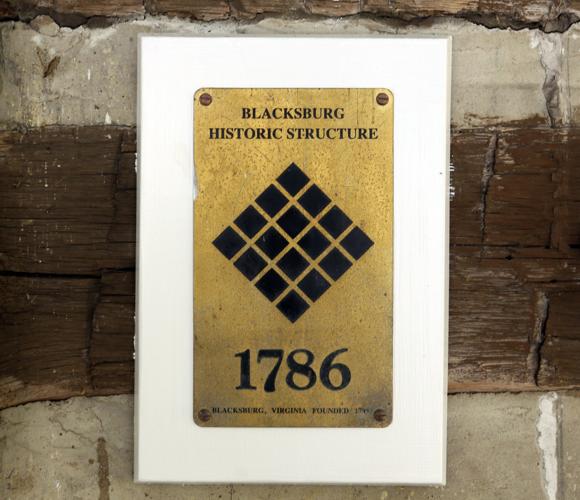 BLACKSBURG
HISTORIC STRUCTURE
1786
BLACKSBURG, VIRGINIA FOUNDED